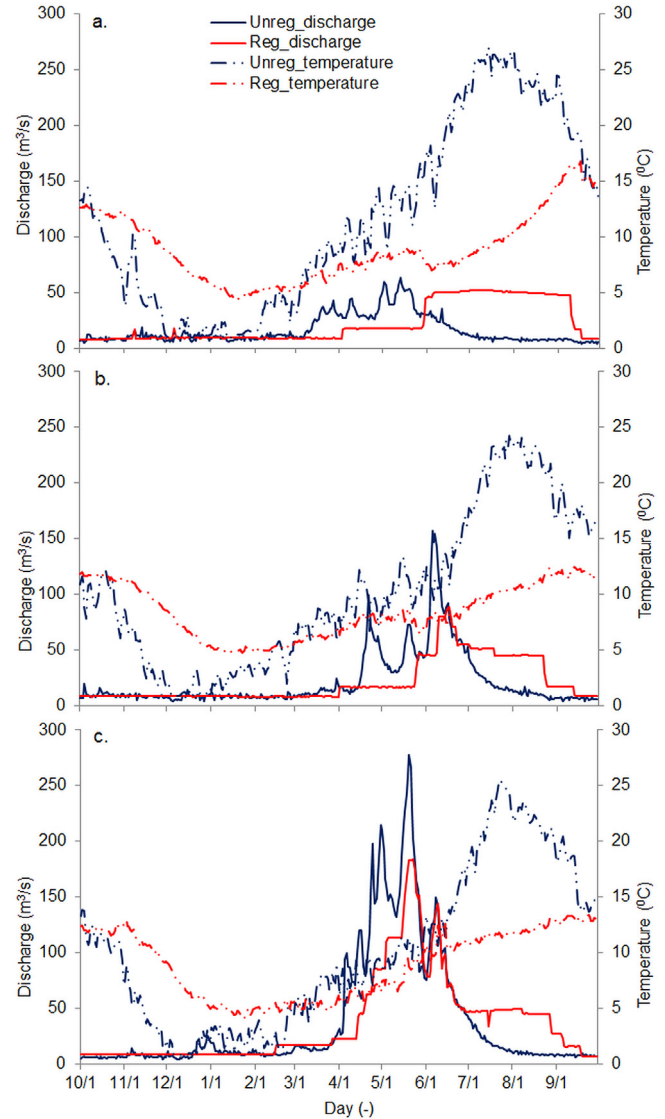 a.
Unreg_discharge
Reg_discharge
Unreg_temperature
Reg_temperature
300 250 200 150 100 50 0
Discharge (m³/s)
30 25 20 15 10 5 0
Temperature (⁰C)
b.
300 250 200 150 100 50 0
Discharge (m³/s)
30 25 20 15 10 5 0
Temperature (⁰C)
c.
300 250 200 150 100 50 0
Discharge (m³/s)
30 25 20 15 10 5 0
Temperature (⁰C)
10/1 11/1 12/1 1/1 2/1 3/1 4/1 5/1 6/1 7/1 8/1 9/1
Day (-)